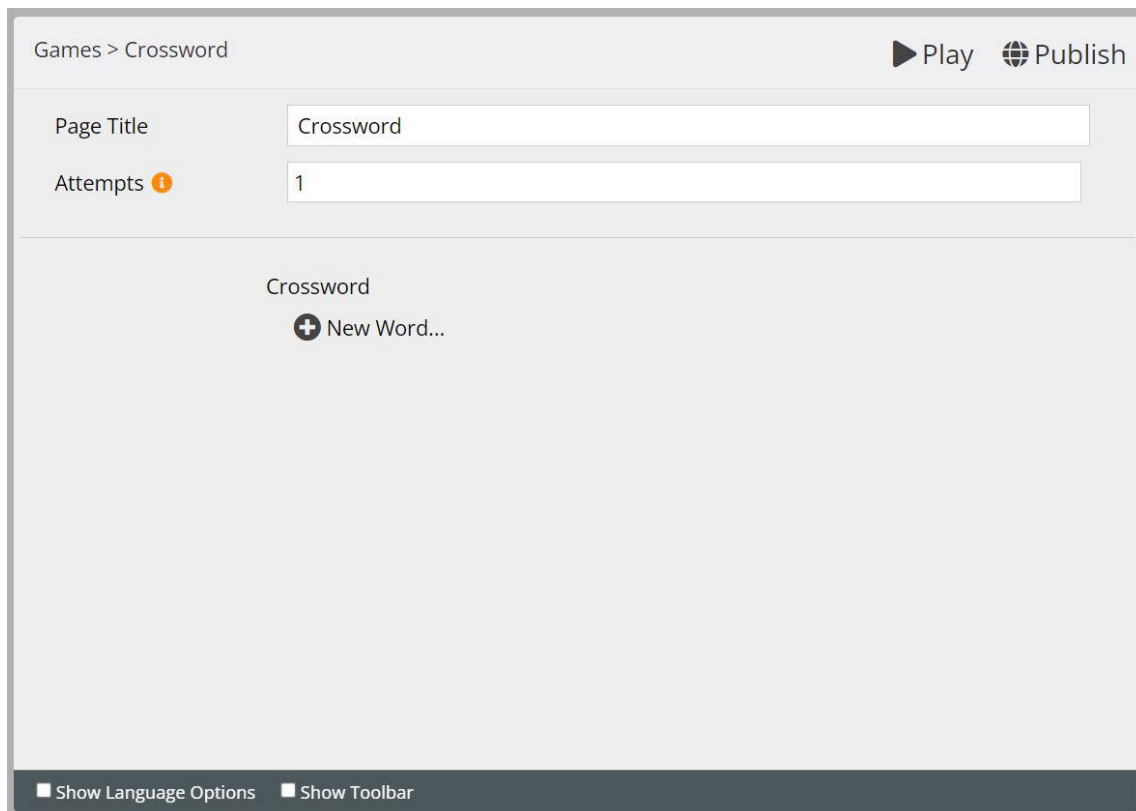 Games > Crossword
Play
Publish
Page Title
Crossword
Attempts
1
Crossword
New Word...
Show Language Options
Show Toolbar